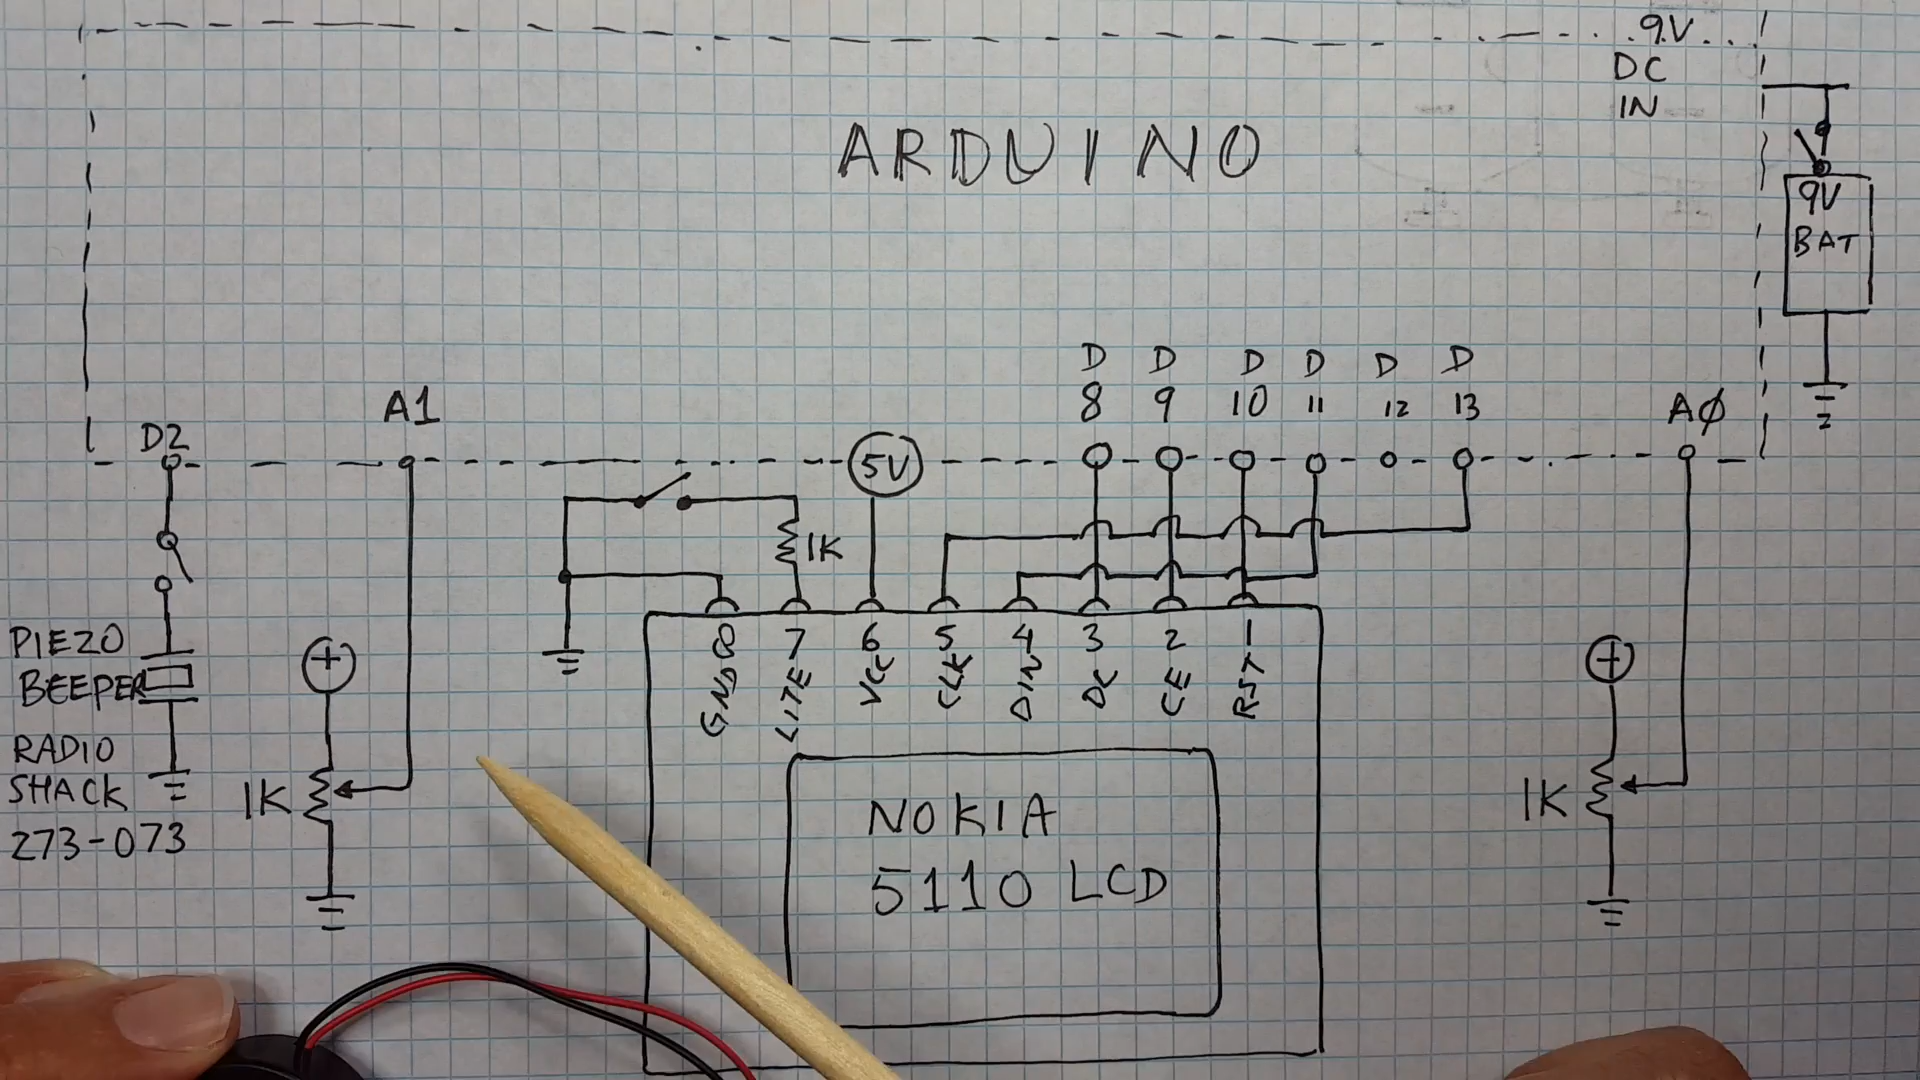 9V
DC
IN
ARDUINO
9V
BAT
D D D D D D
8 9 10 11 12 13
D2
A1
AØ
5V
1K
8 7 6 5 4 3 2 1
GND LITE VCC CLK DIN DC CE RST
PIEZO
BEEPER
RADIO
SHACK
273-073
+
1K
+
1K
NOKIA
5110 LCD